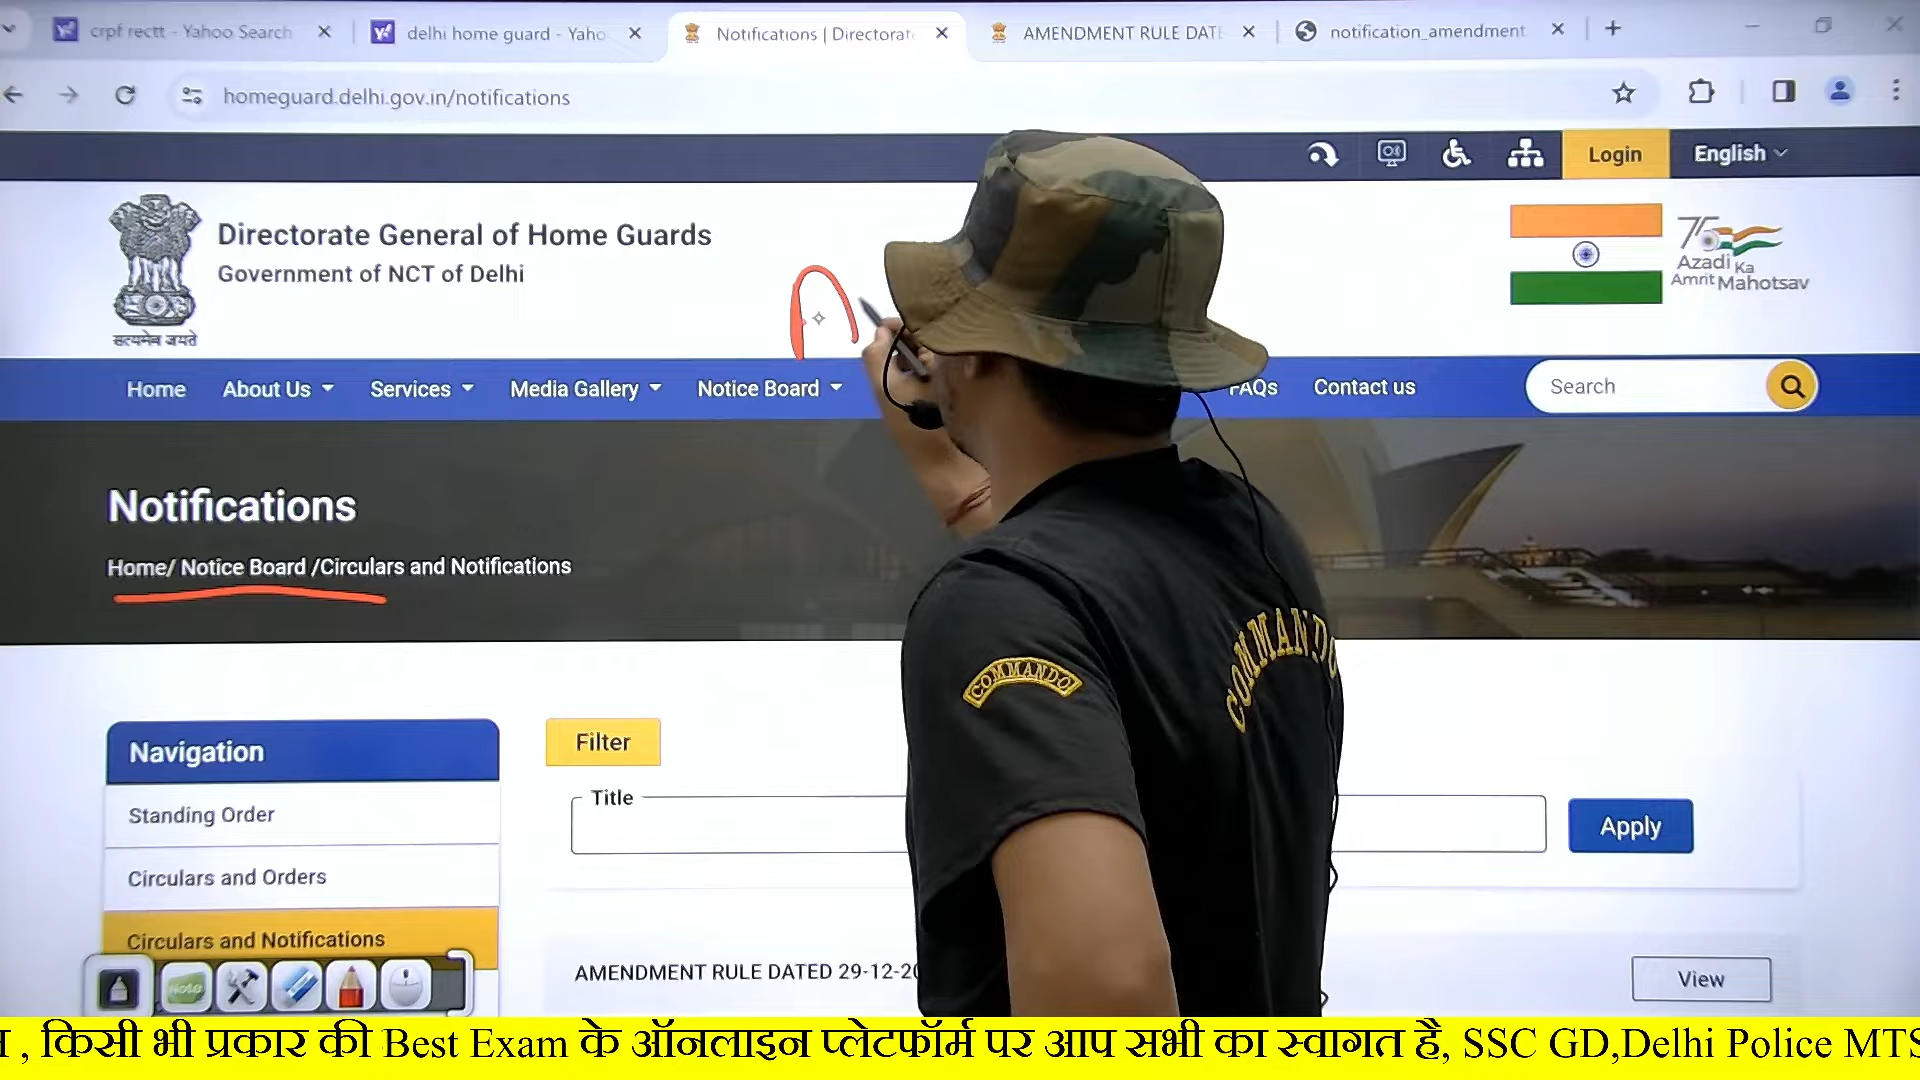 crpf rectt - Yahoo Search
delhi home guard - Yaho
Notifications | Directorat
AMENDMENT RULE DATE
notification_amendment
homeguard.delhi.gov.in/notifications
Login
English
Directorate General of Home Guards
Government of NCT of Delhi
सत्यमेव जयते
75
Azadi Ka
Amrit Mahotsav
Home
About Us
Services
Media Gallery
Notice Board
FAQs
Contact us
Search
Notifications
Home/ Notice Board /Circulars and Notifications
COMMANDO
COMMANDO
Navigation
Filter
Title
Standing Order
Apply
Circulars and Orders
Circulars and Notifications
AMENDMENT RULE DATED 29-12-20
View
Note
, किसी भी प्रकार की Best Exam के ऑनलाइन प्लेटफॉर्म पर आप सभी का स्वागत है, SSC GD,Delhi Police MTS